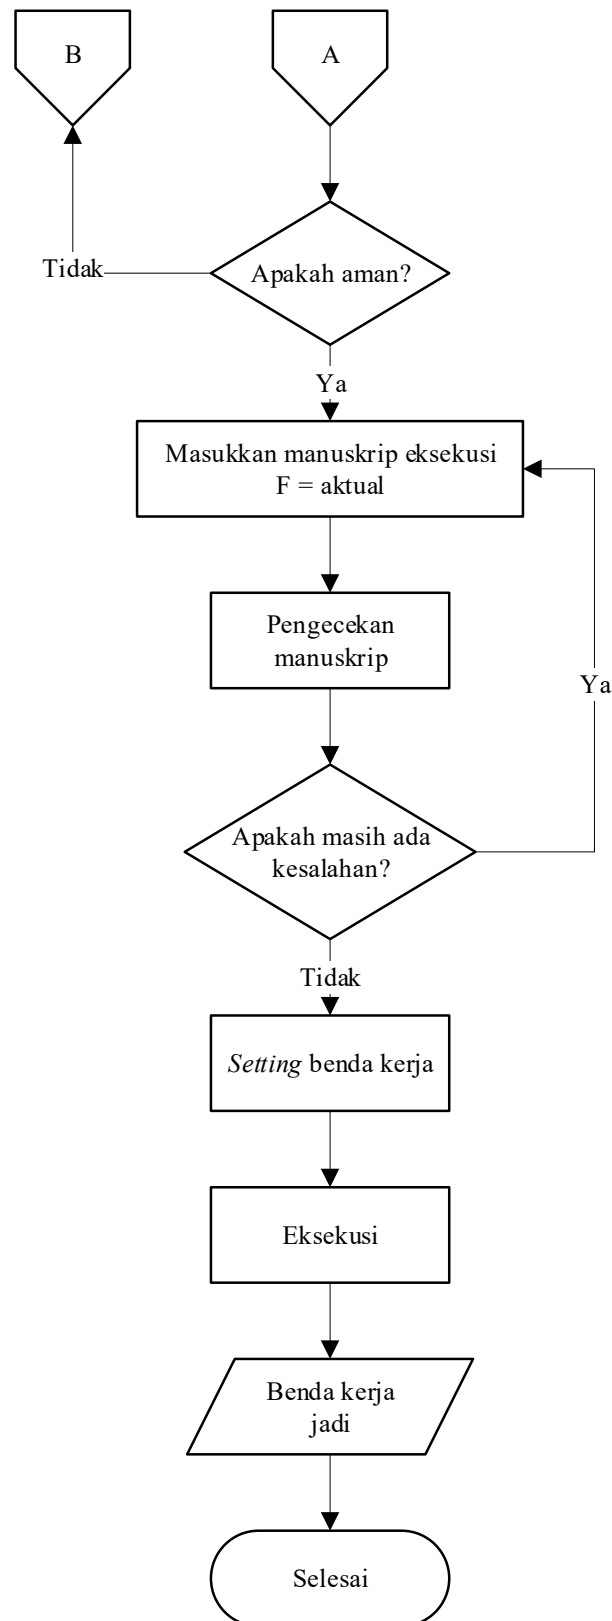 B
A
Apakah aman?
Tidak
Ya
Masukkan manuskrip eksekusi
F = aktual
Pengecekan
manuskrip
Ya
Apakah masih ada
kesalahan?
Tidak
Setting benda kerja
Eksekusi
Benda kerja
jadi
Selesai